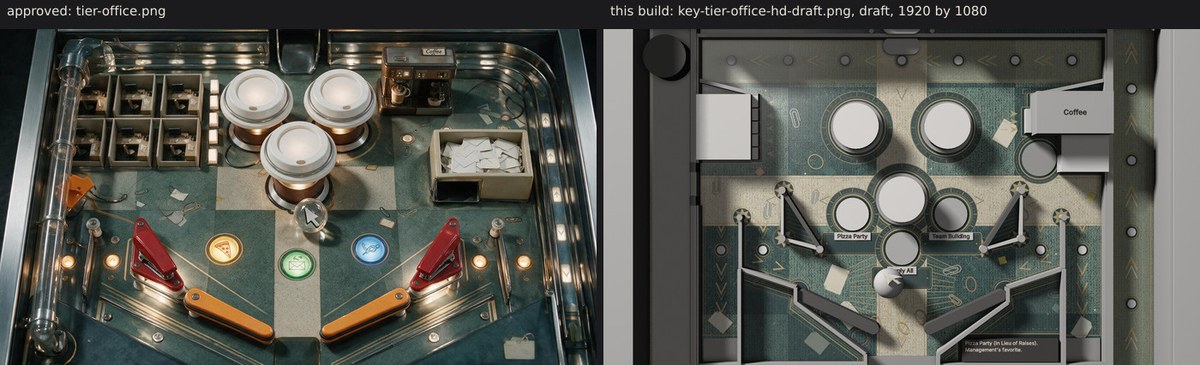 approved: tier-office.png
this build: key-tier-office-hd-draft.png, draft, 1920 by 1080
Coffee
Coffee
Pizza Party
Team Building
Pizza Party (in Lieu of Raises).
Management's favorite.